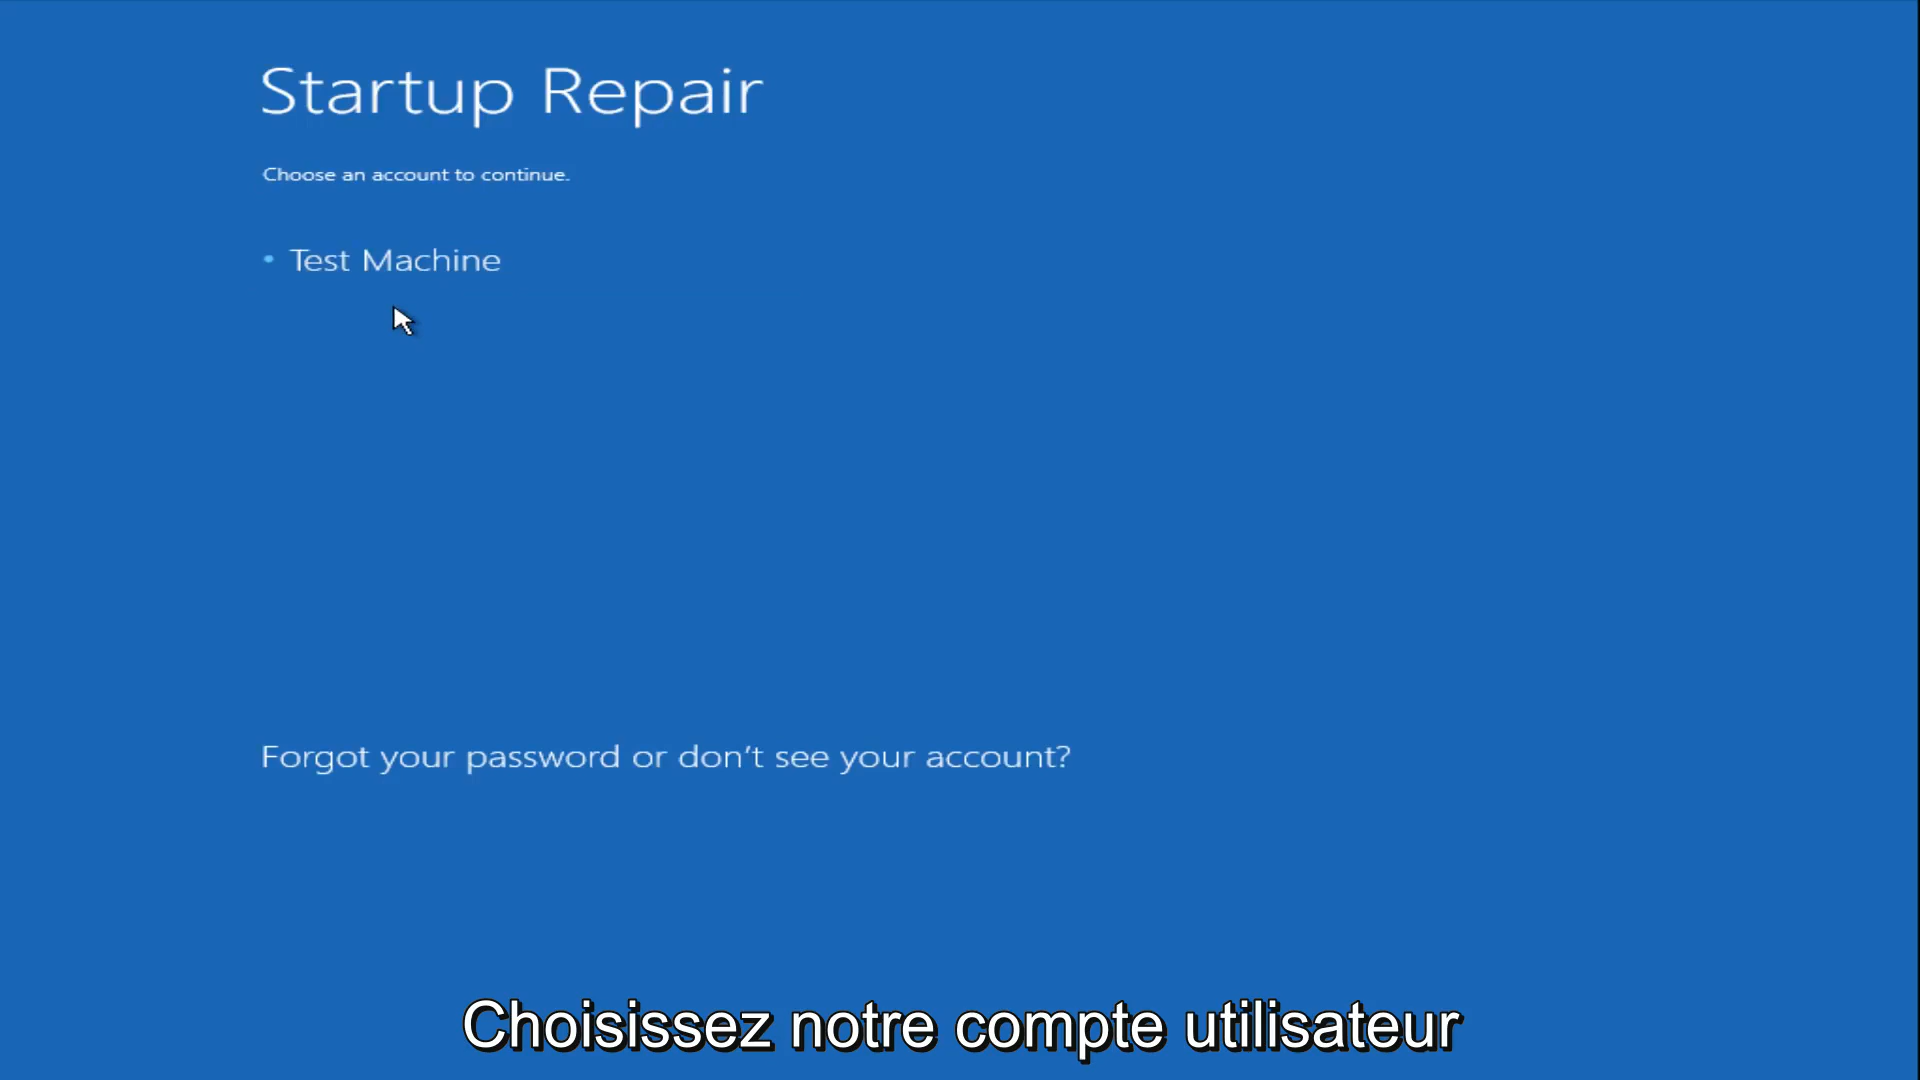 Startup Repair
Choose an account to continue.
Test Machine
Forgot your password or don't see your account?
Choisissez notre compte utilisateur